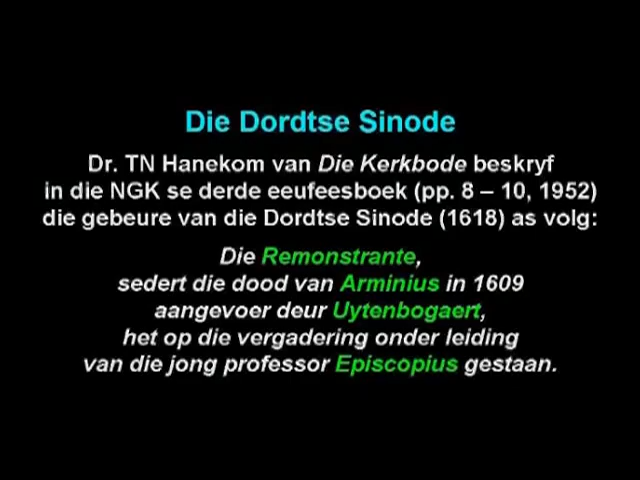 Die Dordtse Sinode
Dr. TN Hanekom van Die Kerkbode beskryf
in die NGK se derde eeufeesboek (pp. 8 – 10, 1952)
die gebeure van die Dordtse Sinode (1618) as volg:
Die Remonstrante,
sedert die dood van Arminius in 1609
aangevoer deur Uytenbogaert,
het op die vergadering onder leiding
van die jong professor Episcopius gestaan.